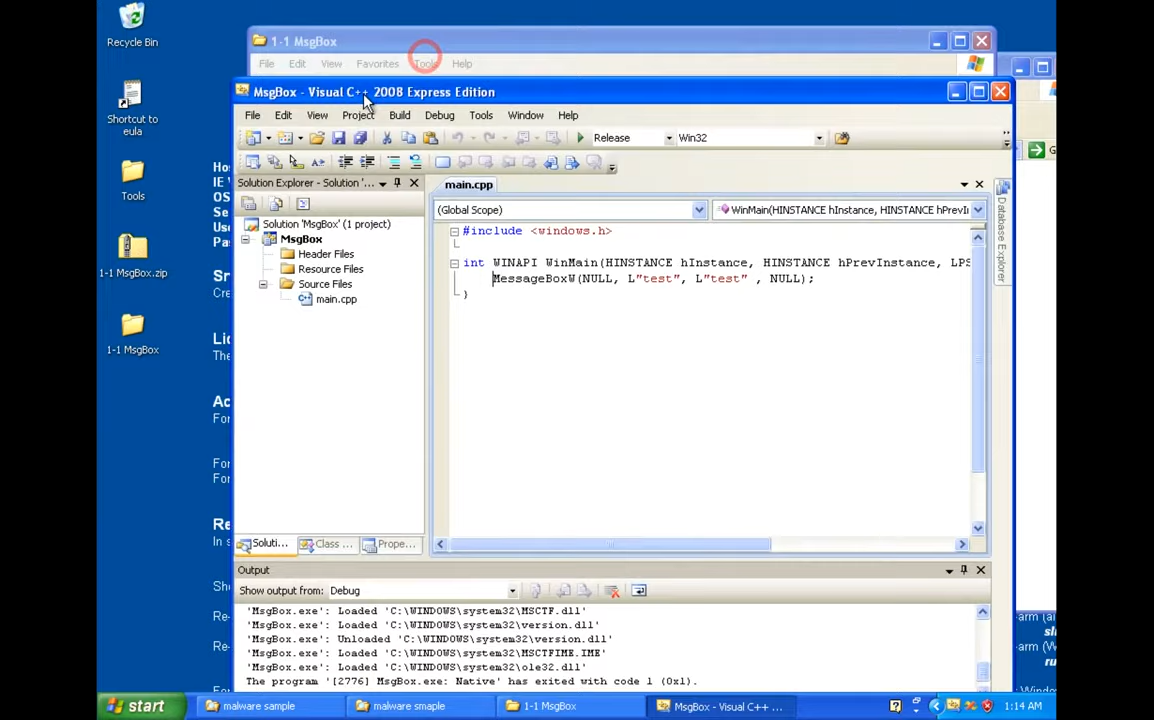 Recycle Bin
Shortcut to
eula
Tools
1-1 MsgBox.zip
1-1 MsgBox
1-1 MsgBox
File Edit View Favorites Tools Help
MsgBox - Visual C++ 2008 Express Edition
File Edit View Project Build Debug Tools Window Help
Release Win32
Solution Explorer - Solution '...
main.cpp
(Global Scope)
WinMain(HINSTANCE hInstance, HINSTANCE hPrevI
Database Explorer
Solution 'MsgBox' (1 project)
MsgBox
Header Files
Resource Files
Source Files
main.cpp
#include <windows.h>
int WINAPI WinMain(HINSTANCE hInstance, HINSTANCE hPrevInstance, LPS
MessageBoxW(NULL, L"test", L"test" , NULL);
}
Soluti... Class ... Prope...
Output
Show output from: Debug
'MsgBox.exe': Loaded 'C:\WINDOWS\system32\MSCTF.dll'
'MsgBox.exe': Loaded 'C:\WINDOWS\system32\version.dll'
'MsgBox.exe': Unloaded 'C:\WINDOWS\system32\version.dll'
'MsgBox.exe': Loaded 'C:\WINDOWS\system32\MSCTFIME.IME'
'MsgBox.exe': Loaded 'C:\WINDOWS\system32\ole32.dll'
The program '[2776] MsgBox.exe: Native' has exited with code 1 (0x1).
start malware sample malware smaple 1-1 MsgBox MsgBox - Visual C++ ... 1:14 AM